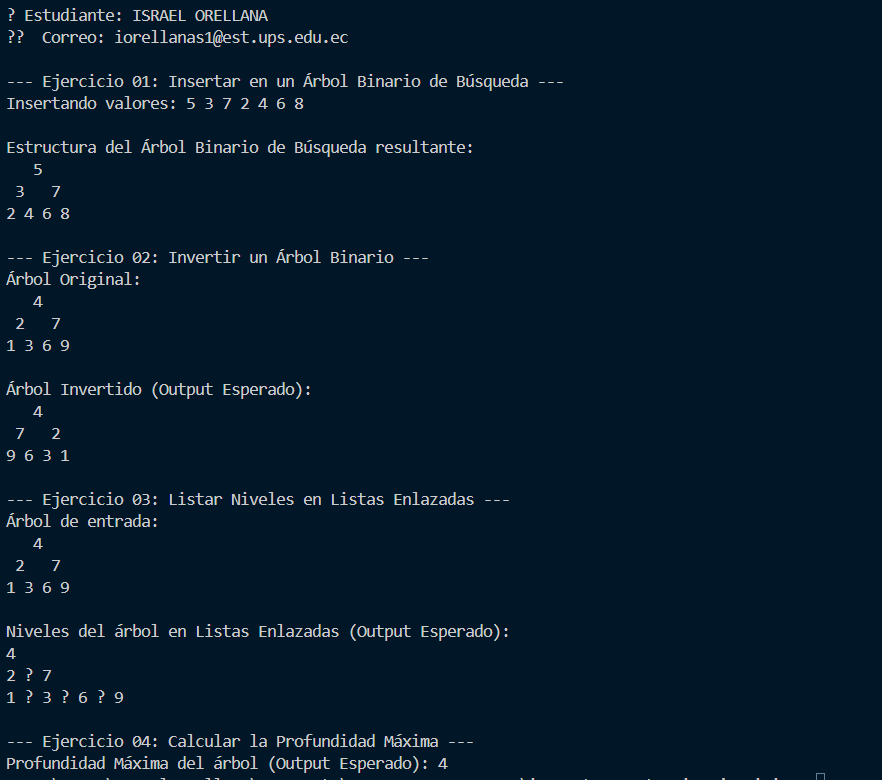 ? Estudiante: ISRAEL ORELLANA
??  Correo: iorellanas1@est.ups.edu.ec
--- Ejercicio 01: Insertar en un Árbol Binario de Búsqueda ---
Insertando valores: 5 3 7 2 4 6 8
Estructura del Árbol Binario de Búsqueda resultante:
   5
 3   7
2 4 6 8
--- Ejercicio 02: Invertir un Árbol Binario ---
Árbol Original:
   4
 2   7
1 3 6 9
Árbol Invertido (Output Esperado):
   4
 7   2
9 6 3 1
--- Ejercicio 03: Listar Niveles en Listas Enlazadas ---
Árbol de entrada:
   4
 2   7
1 3 6 9
Niveles del árbol en Listas Enlazadas (Output Esperado):
4
2 ? 7
1 ? 3 ? 6 ? 9
--- Ejercicio 04: Calcular la Profundidad Máxima ---
Profundidad Máxima del árbol (Output Esperado): 4